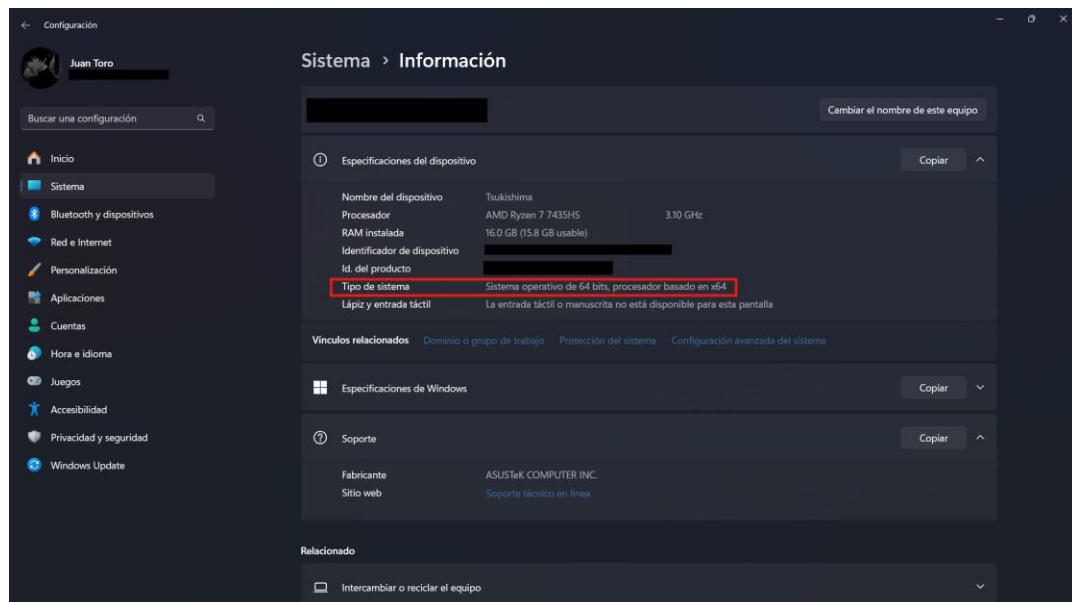 Configuración
Juan Toro
Buscar una configuración
Inicio
Sistema
Bluetooth y dispositivos
Red e Internet
Personalización
Aplicaciones
Cuentas
Hora e idioma
Juegos
Accesibilidad
Privacidad y seguridad
Windows Update
Sistema > Información
Cambiar el nombre de este equipo
Especificaciones del dispositivo Copiar
Nombre del dispositivo Tsukishima
Procesador AMD Ryzen 7 7435HS 3.10 GHz
RAM instalada 16.0 GB (15.8 GB usable)
Identificador de dispositivo
Id. del producto
Tipo de sistema Sistema operativo de 64 bits, procesador basado en x64
Lápiz y entrada táctil La entrada táctil o manuscrita no está disponible para esta pantalla
Vínculos relacionados Dominio o grupo de trabajo Protección del sistema Configuración avanzada del sistema
Especificaciones de Windows Copiar
Soporte Copiar
Fabricante ASUSTeK COMPUTER INC.
Sitio web Soporte técnico en línea
Relacionado
Intercambiar o reciclar el equipo